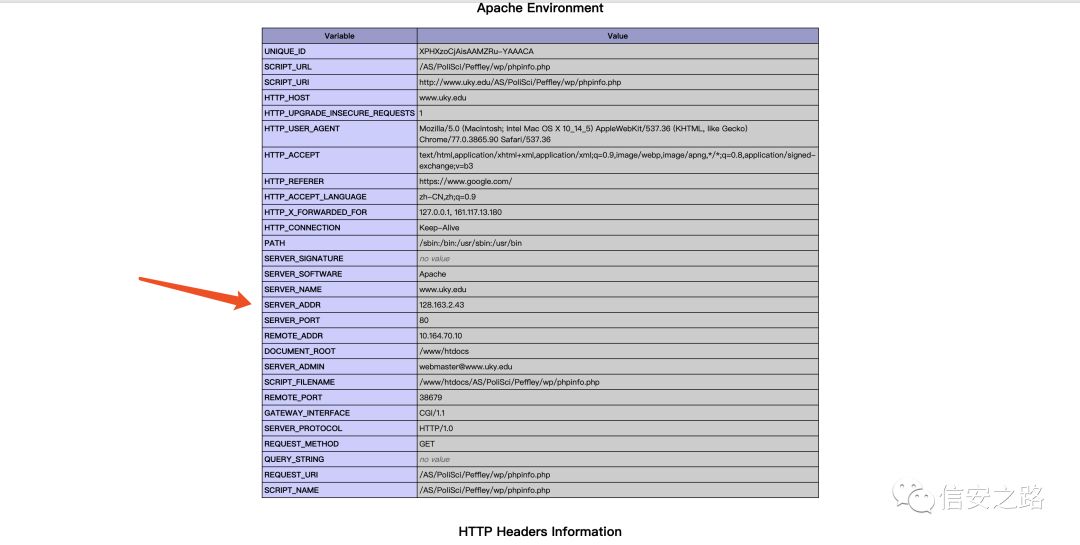 Apache Environment
Variable Value
UNIQUE_ID XPHXzoCjAisAAMZRu-YAAACA
SCRIPT_URL /AS/PoliSci/Peffley/wp/phpinfo.php
SCRIPT_URI http://www.uky.edu/AS/PoliSci/Peffley/wp/phpinfo.php
HTTP_HOST www.uky.edu
HTTP_UPGRADE_INSECURE_REQUESTS 1
HTTP_USER_AGENT Mozilla/5.0 (Macintosh; Intel Mac OS X 10_14_5) AppleWebKit/537.36 (KHTML, like Gecko)
Chrome/77.0.3865.90 Safari/537.36
HTTP_ACCEPT text/html,application/xhtml+xml,application/xml;q=0.9,image/webp,image/apng,*/*;q=0.8,application/signed-
exchange;v=b3
HTTP_REFERER https://www.google.com/
HTTP_ACCEPT_LANGUAGE zh-CN,zh;q=0.9
HTTP_X_FORWARDED_FOR 127.0.0.1, 161.117.13.180
HTTP_CONNECTION Keep-Alive
PATH /sbin:/bin:/usr/sbin:/usr/bin
SERVER_SIGNATURE no value
SERVER_SOFTWARE Apache
SERVER_NAME www.uky.edu
SERVER_ADDR 128.163.2.43
SERVER_PORT 80
REMOTE_ADDR 10.164.70.10
DOCUMENT_ROOT /www/htdocs
SERVER_ADMIN webmaster@www.uky.edu
SCRIPT_FILENAME /www/htdocs/AS/PoliSci/Peffley/wp/phpinfo.php
REMOTE_PORT 38679
GATEWAY_INTERFACE CGI/1.1
SERVER_PROTOCOL HTTP/1.0
REQUEST_METHOD GET
QUERY_STRING no value
REQUEST_URI /AS/PoliSci/Peffley/wp/phpinfo.php
SCRIPT_NAME /AS/PoliSci/Peffley/wp/phpinfo.php
信安之路
HTTP Headers Information